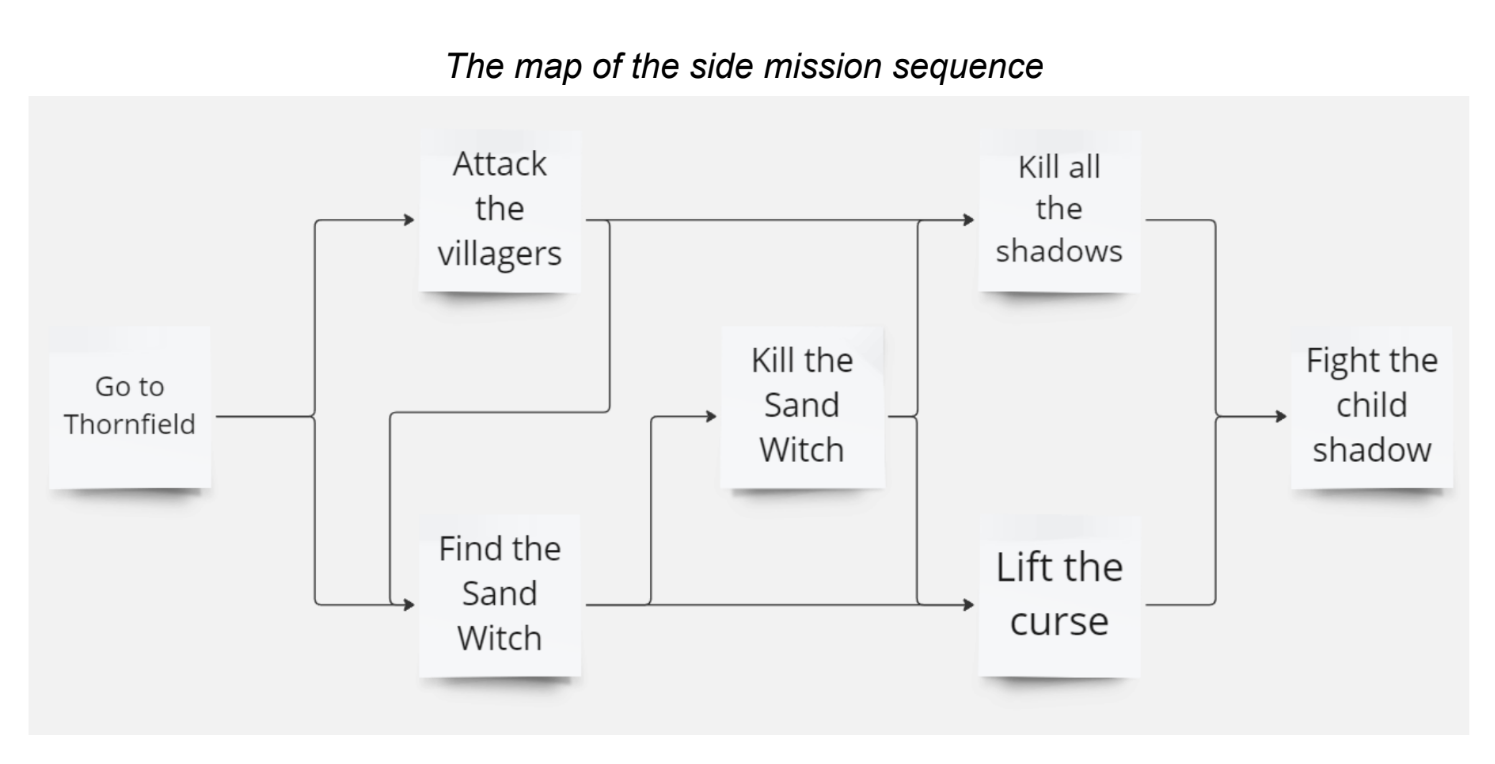 The map of the side mission sequence
Attack
the
villagers
Kill all
the
shadows
Go to
Thornfield
Kill the
Sand
Witch
Fight the
child
shadow
Find the
Sand
Witch
Lift the
curse